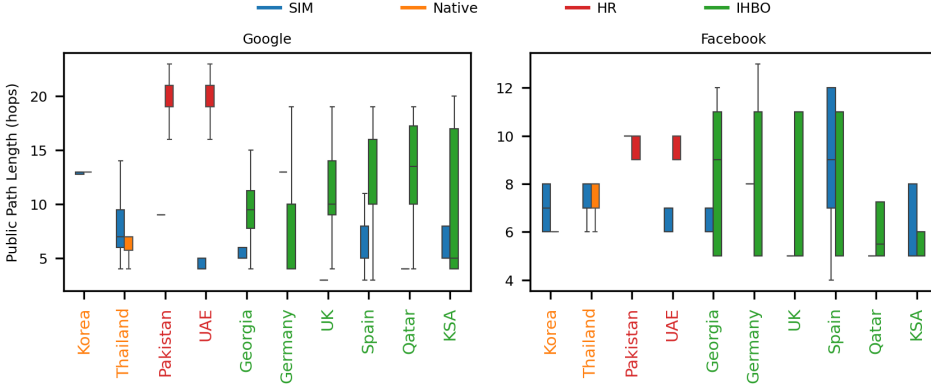 SIM Native HR IHBO
Google
Facebook
Public Path Length (hops)
20
15
10
5
12
10
8
6
4
Korea
Thailand
Pakistan
UAE
Georgia
Germany
UK
Spain
Qatar
KSA
Korea
Thailand
Pakistan
UAE
Georgia
Germany
UK
Spain
Qatar
KSA